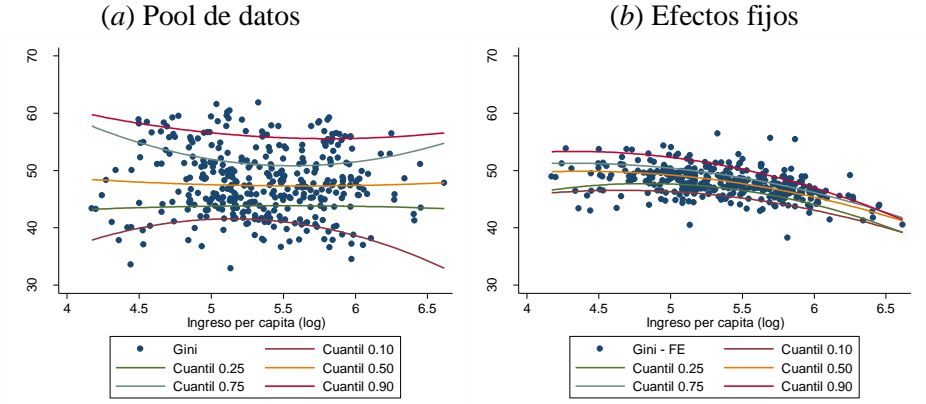 (a) Pool de datos
70
60
50
40
30
4 4.5 5 5.5 6 6.5
Ingreso per capita (log)
Gini Cuantil 0.10
Cuantil 0.25 Cuantil 0.50
Cuantil 0.75 Cuantil 0.90
(b) Efectos fijos
70
60
50
40
30
4 4.5 5 5.5 6 6.5
Ingreso per capita (log)
Gini - FE Cuantil 0.10
Cuantil 0.25 Cuantil 0.50
Cuantil 0.75 Cuantil 0.90